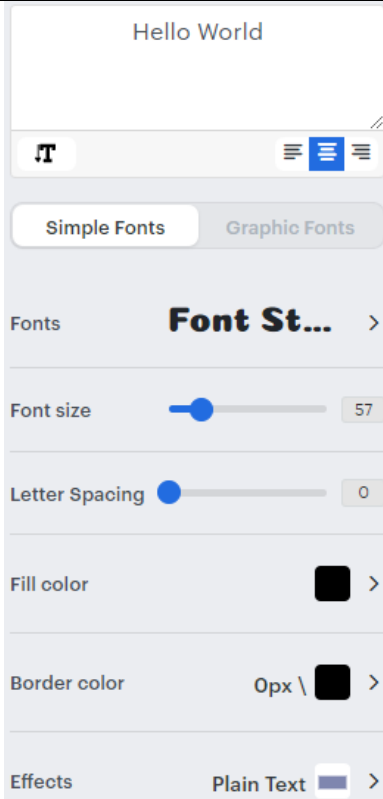 Hello World
Simple Fonts Graphic Fonts
Fonts Font St...
Font size 57
Letter Spacing 0
Fill color
Border color 0px \
Effects Plain Text